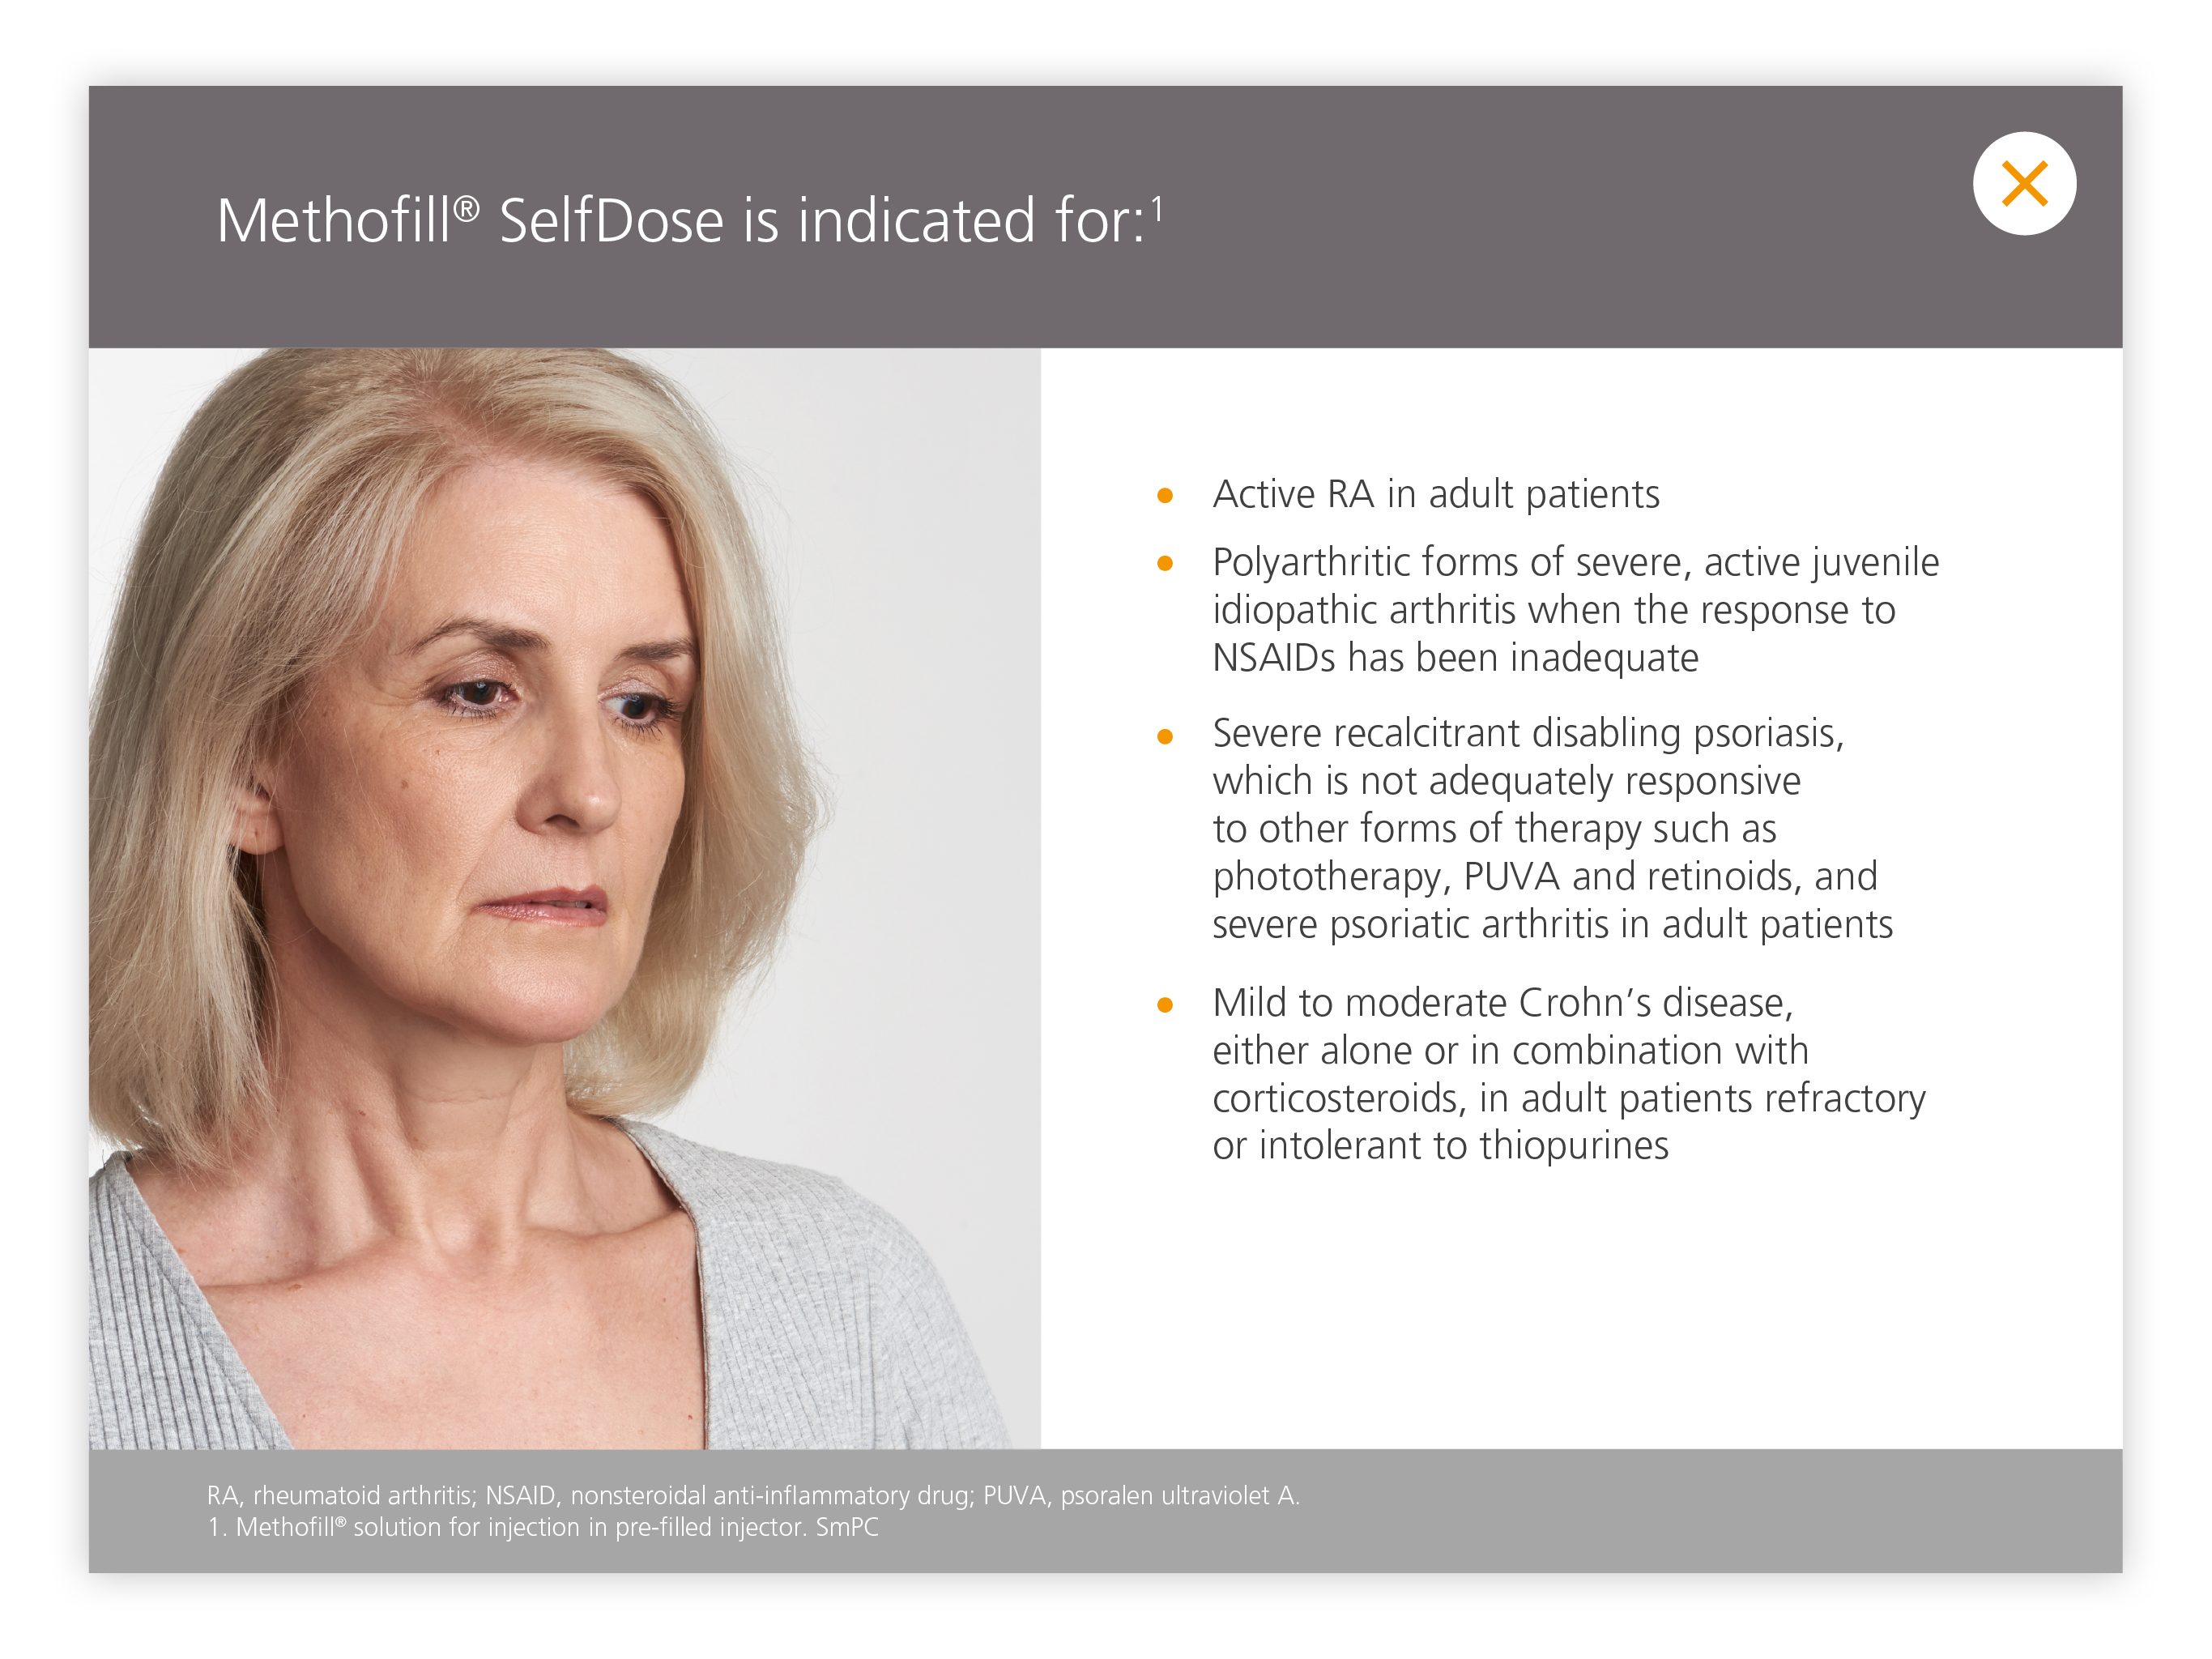 Methofill® SelfDose is indicated for:1
• Active RA in adult patients
• Polyarthritic forms of severe, active juvenile
idiopathic arthritis when the response to
NSAIDs has been inadequate
• Severe recalcitrant disabling psoriasis,
which is not adequately responsive
to other forms of therapy such as
phototherapy, PUVA and retinoids, and
severe psoriatic arthritis in adult patients
• Mild to moderate Crohn’s disease,
either alone or in combination with
corticosteroids, in adult patients refractory
or intolerant to thiopurines
RA, rheumatoid arthritis; NSAID, nonsteroidal anti-inflammatory drug; PUVA, psoralen ultraviolet A.
1. Methofill® solution for injection in pre-filled injector. SmPC